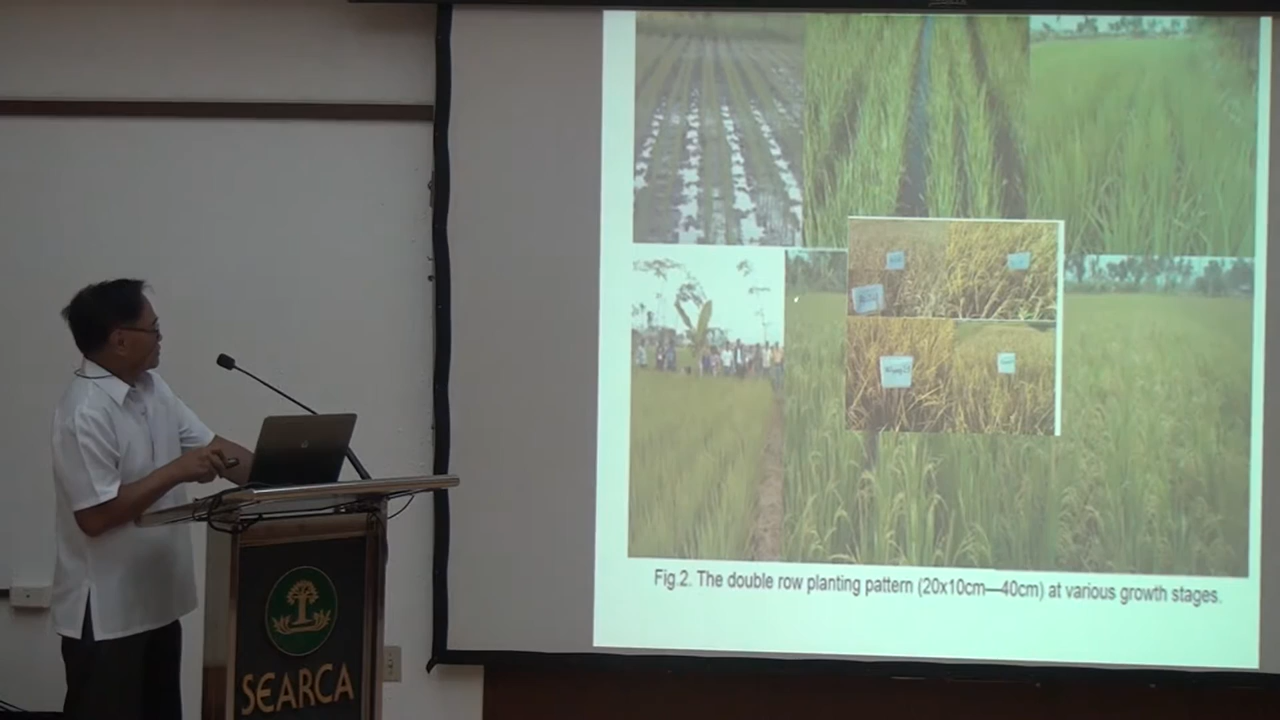 Fig.2. The double row planting pattern (20x10cm—40cm) at various growth stages.
SEARCA